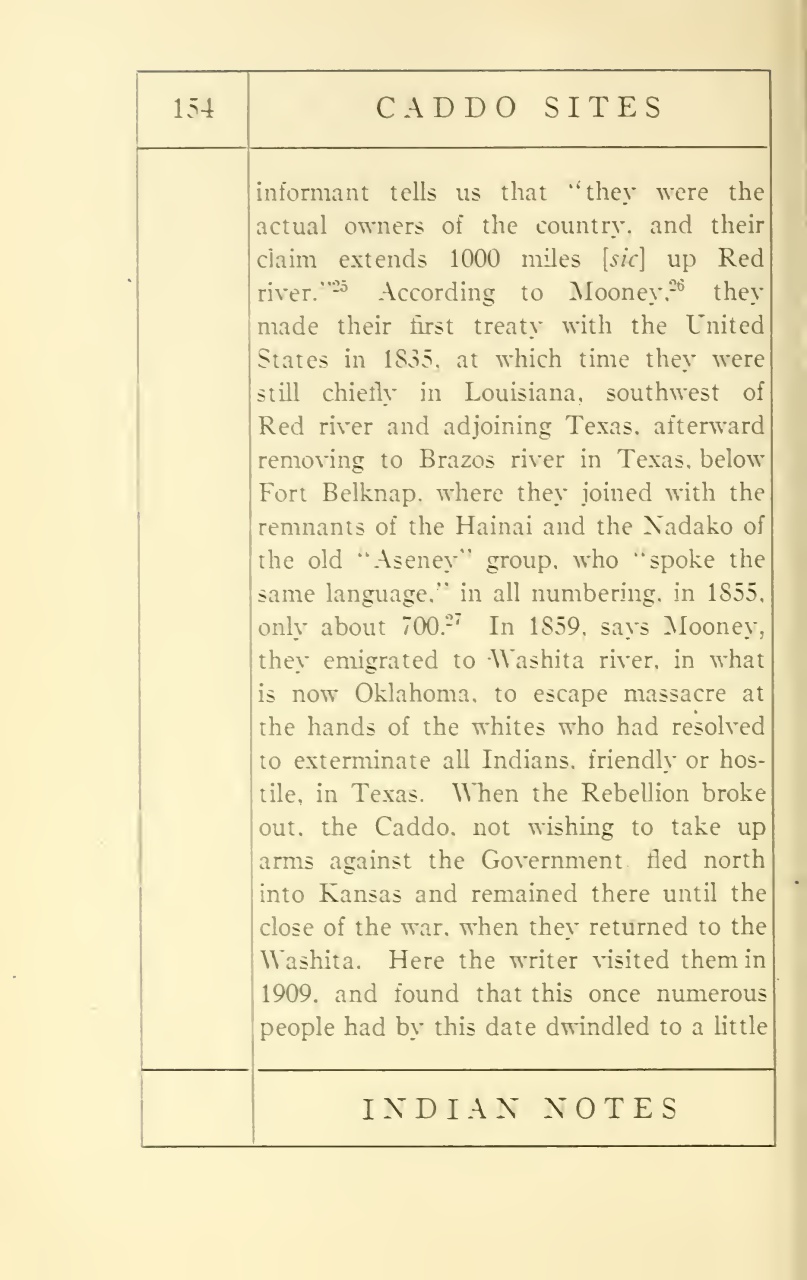 154
CADDO SITES
informant tells us that “they were the
actual owners of the country, and their
claim extends 1000 miles [sic] up Red
river.”25 According to Mooney,26 they
made their first treaty with the United
States in 1835, at which time they were
still chiefly in Louisiana, southwest of
Red river and adjoining Texas, afterward
removing to Brazos river in Texas, below
Fort Belknap, where they joined with the
remnants of the Hainai and the Nadako of
the old “Aseney” group, who “spoke the
same language,” in all numbering, in 1855,
only about 700.27 In 1859, says Mooney,
they emigrated to Washita river, in what
is now Oklahoma, to escape massacre at
the hands of the whites who had resolved
to exterminate all Indians, friendly or hos-
tile, in Texas. When the Rebellion broke
out, the Caddo, not wishing to take up
arms against the Government fled north
into Kansas and remained there until the
close of the war, when they returned to the
Washita. Here the writer visited them in
1909, and found that this once numerous
people had by this date dwindled to a little
INDIAN NOTES